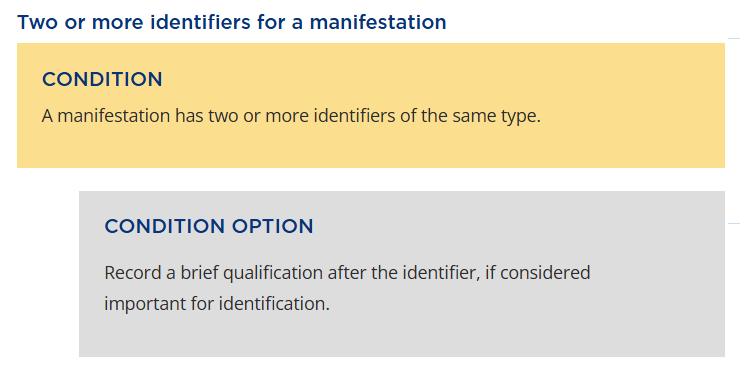 Two or more identifiers for a manifestation
CONDITION
A manifestation has two or more identifiers of the same type.
CONDITION OPTION
Record a brief qualification after the identifier, if considered
important for identification.